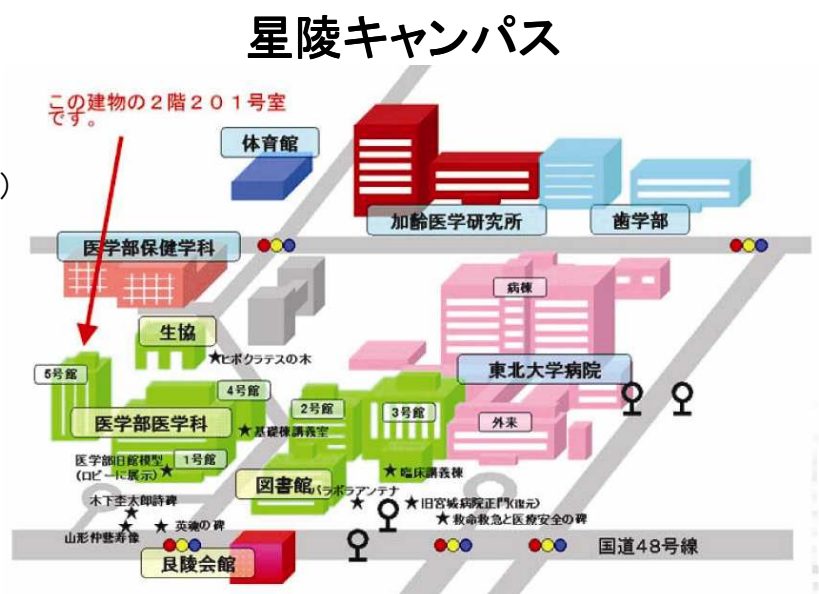 星陵キャンパス
この建物の２階２０１号室
です。
)
体育館
加齢医学研究所
歯学部
医学部保健学科
病棟
生協
★ヒポクラテスの木
5号館
東北大学病院
4号館
2号館
3号館
医学部医学科
外来
★基礎棟講義室
医学部旧館模型
(ロビーに展示)★
1号館
★臨床講義棟
図書館
パラボラアンテナ
★
木下杢太郎詩碑
★
★旧宮城病院正門(復元)
★
山形仲藝寿像
★英魂の碑
★救命救急と医療安全の碑
国道48号線
艮陵会館